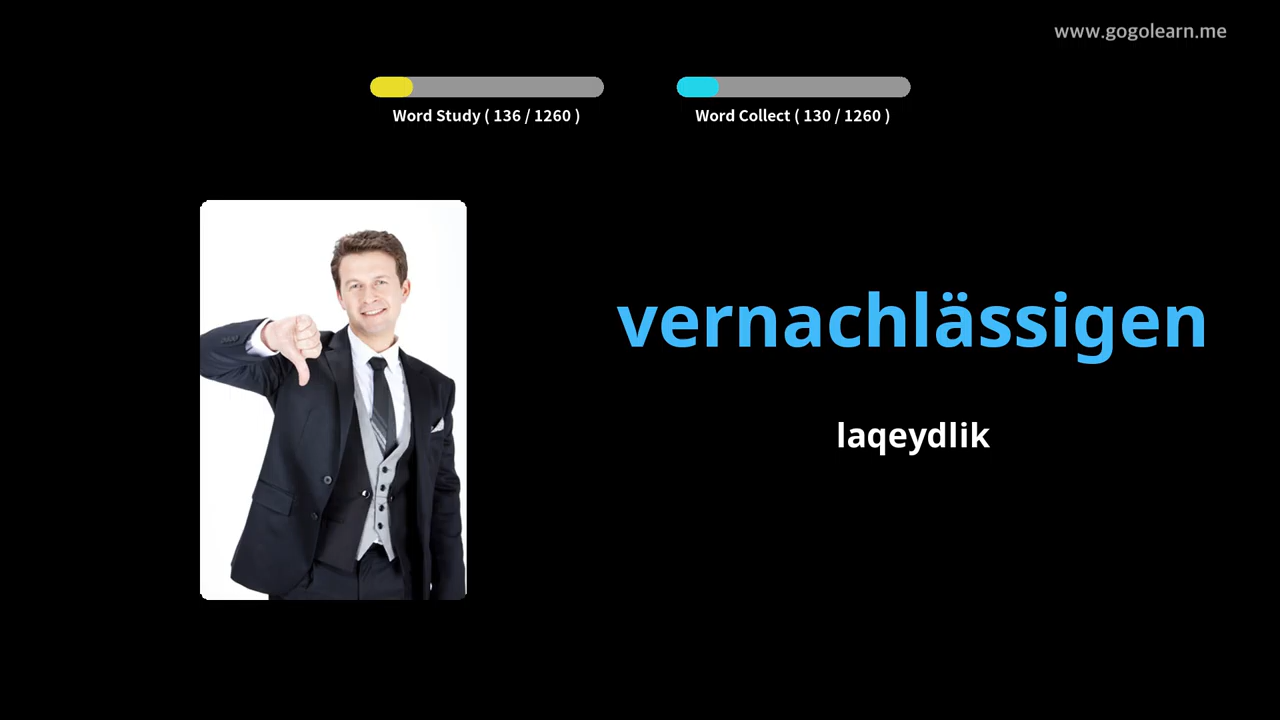 www.gogolearn.me
Word Study ( 136 / 1260 )
Word Collect ( 130 / 1260 )
vernachlässigen
laqeydlik